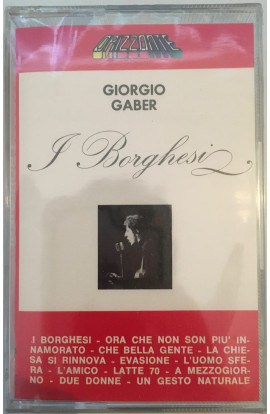 ORIZZONTE
GIORGIO
GABER
I Borghesi
I BORGHESI - ORA CHE NON SON PIU' IN-
NAMORATO - CHE BELLA GENTE - LA CHIE-
SA SI RINNOVA - EVASIONE - L'UOMO SFE-
RA - L'AMICO - LATTE 70 - A MEZZOGIOR-
NO - DUE DONNE - UN GESTO NATURALE